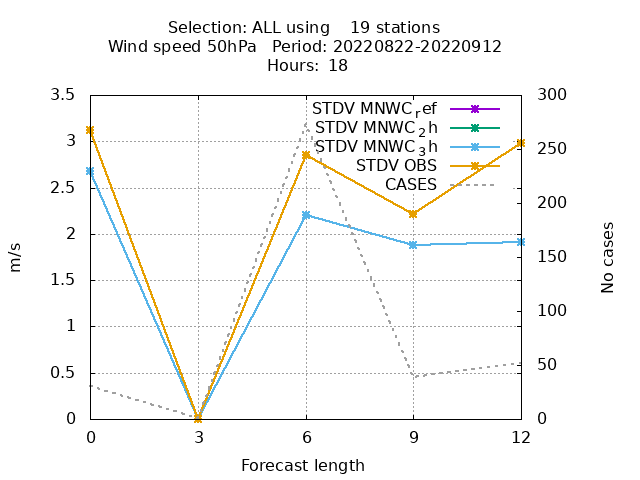 Selection: ALL using    19 stations
Wind speed 50hPa   Period: 20220822-20220912
Hours: 18
3.5
3
2.5
2
1.5
1
0.5
0
300
250
200
150
100
50
0
m/s
No cases
STDV MNWC_ref
STDV MNWC_2h
STDV MNWC_3h
STDV OBS
CASES
0 3 6 9 12
Forecast length